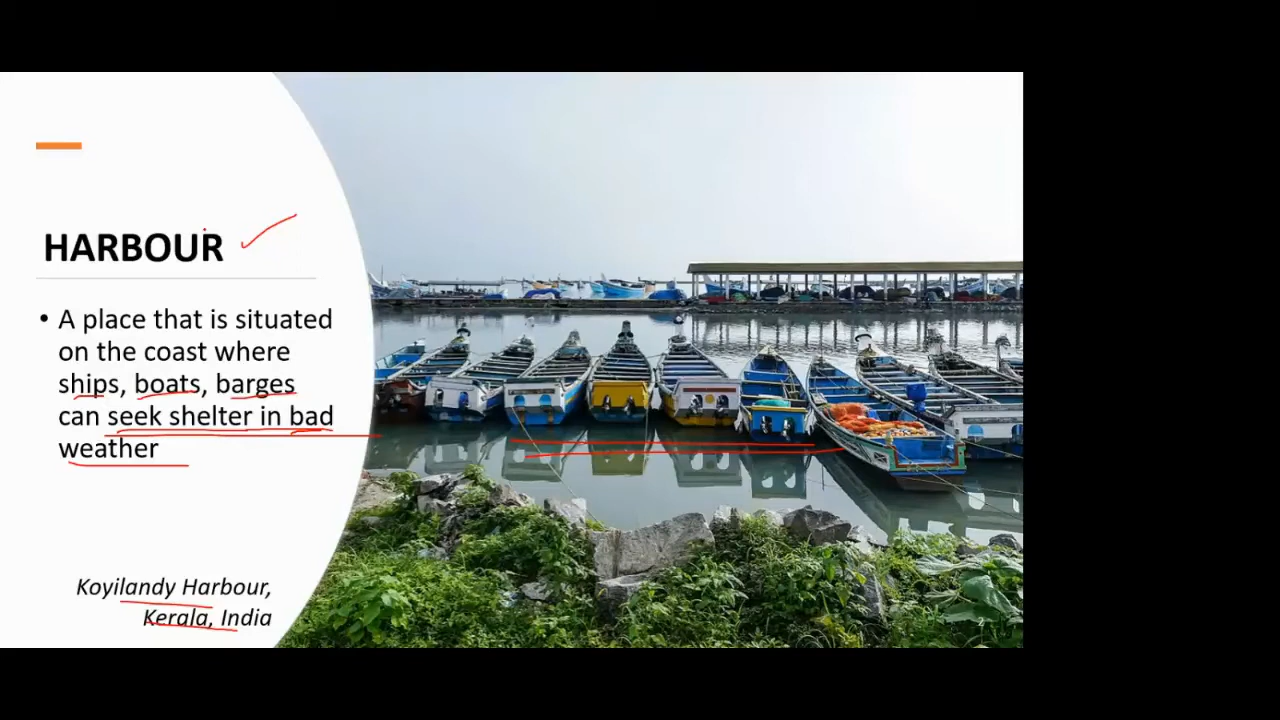 HARBOUR
• A place that is situated
on the coast where
ships, boats, barges
can seek shelter in bad
weather
Koyilandy Harbour,
Kerala, India